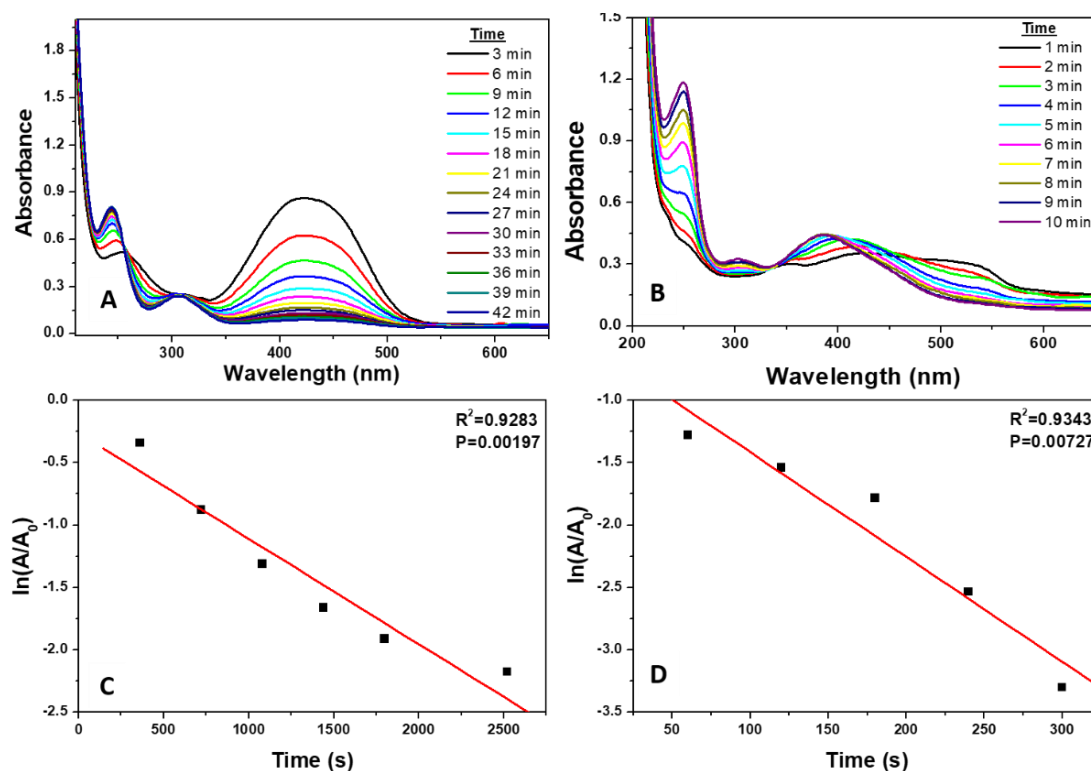 Time
3 min
6 min
9 min
12 min
15 min
18 min
21 min
24 min
27 min
30 min
33 min
36 min
39 min
42 min
1.8
1.5
1.2
0.9
0.6
0.3
0.0
Absorbance
A
300
400
500
600
Wavelength (nm)
Time
1 min
2 min
3 min
4 min
5 min
6 min
7 min
8 min
9 min
10 min
1.5
1.2
0.9
0.6
0.3
0.0
Absorbance
B
200
300
400
500
600
Wavelength (nm)
R²=0.9283
P=0.00197
0.0
-0.5
-1.0
-1.5
-2.0
-2.5
ln(A/A₀)
C
0
500
1000
1500
2000
2500
Time (s)
R²=0.9343
P=0.00727
-1.0
-1.5
-2.0
-2.5
-3.0
-3.5
ln(A/A₀)
D
50
100
150
200
250
300
Time (s)